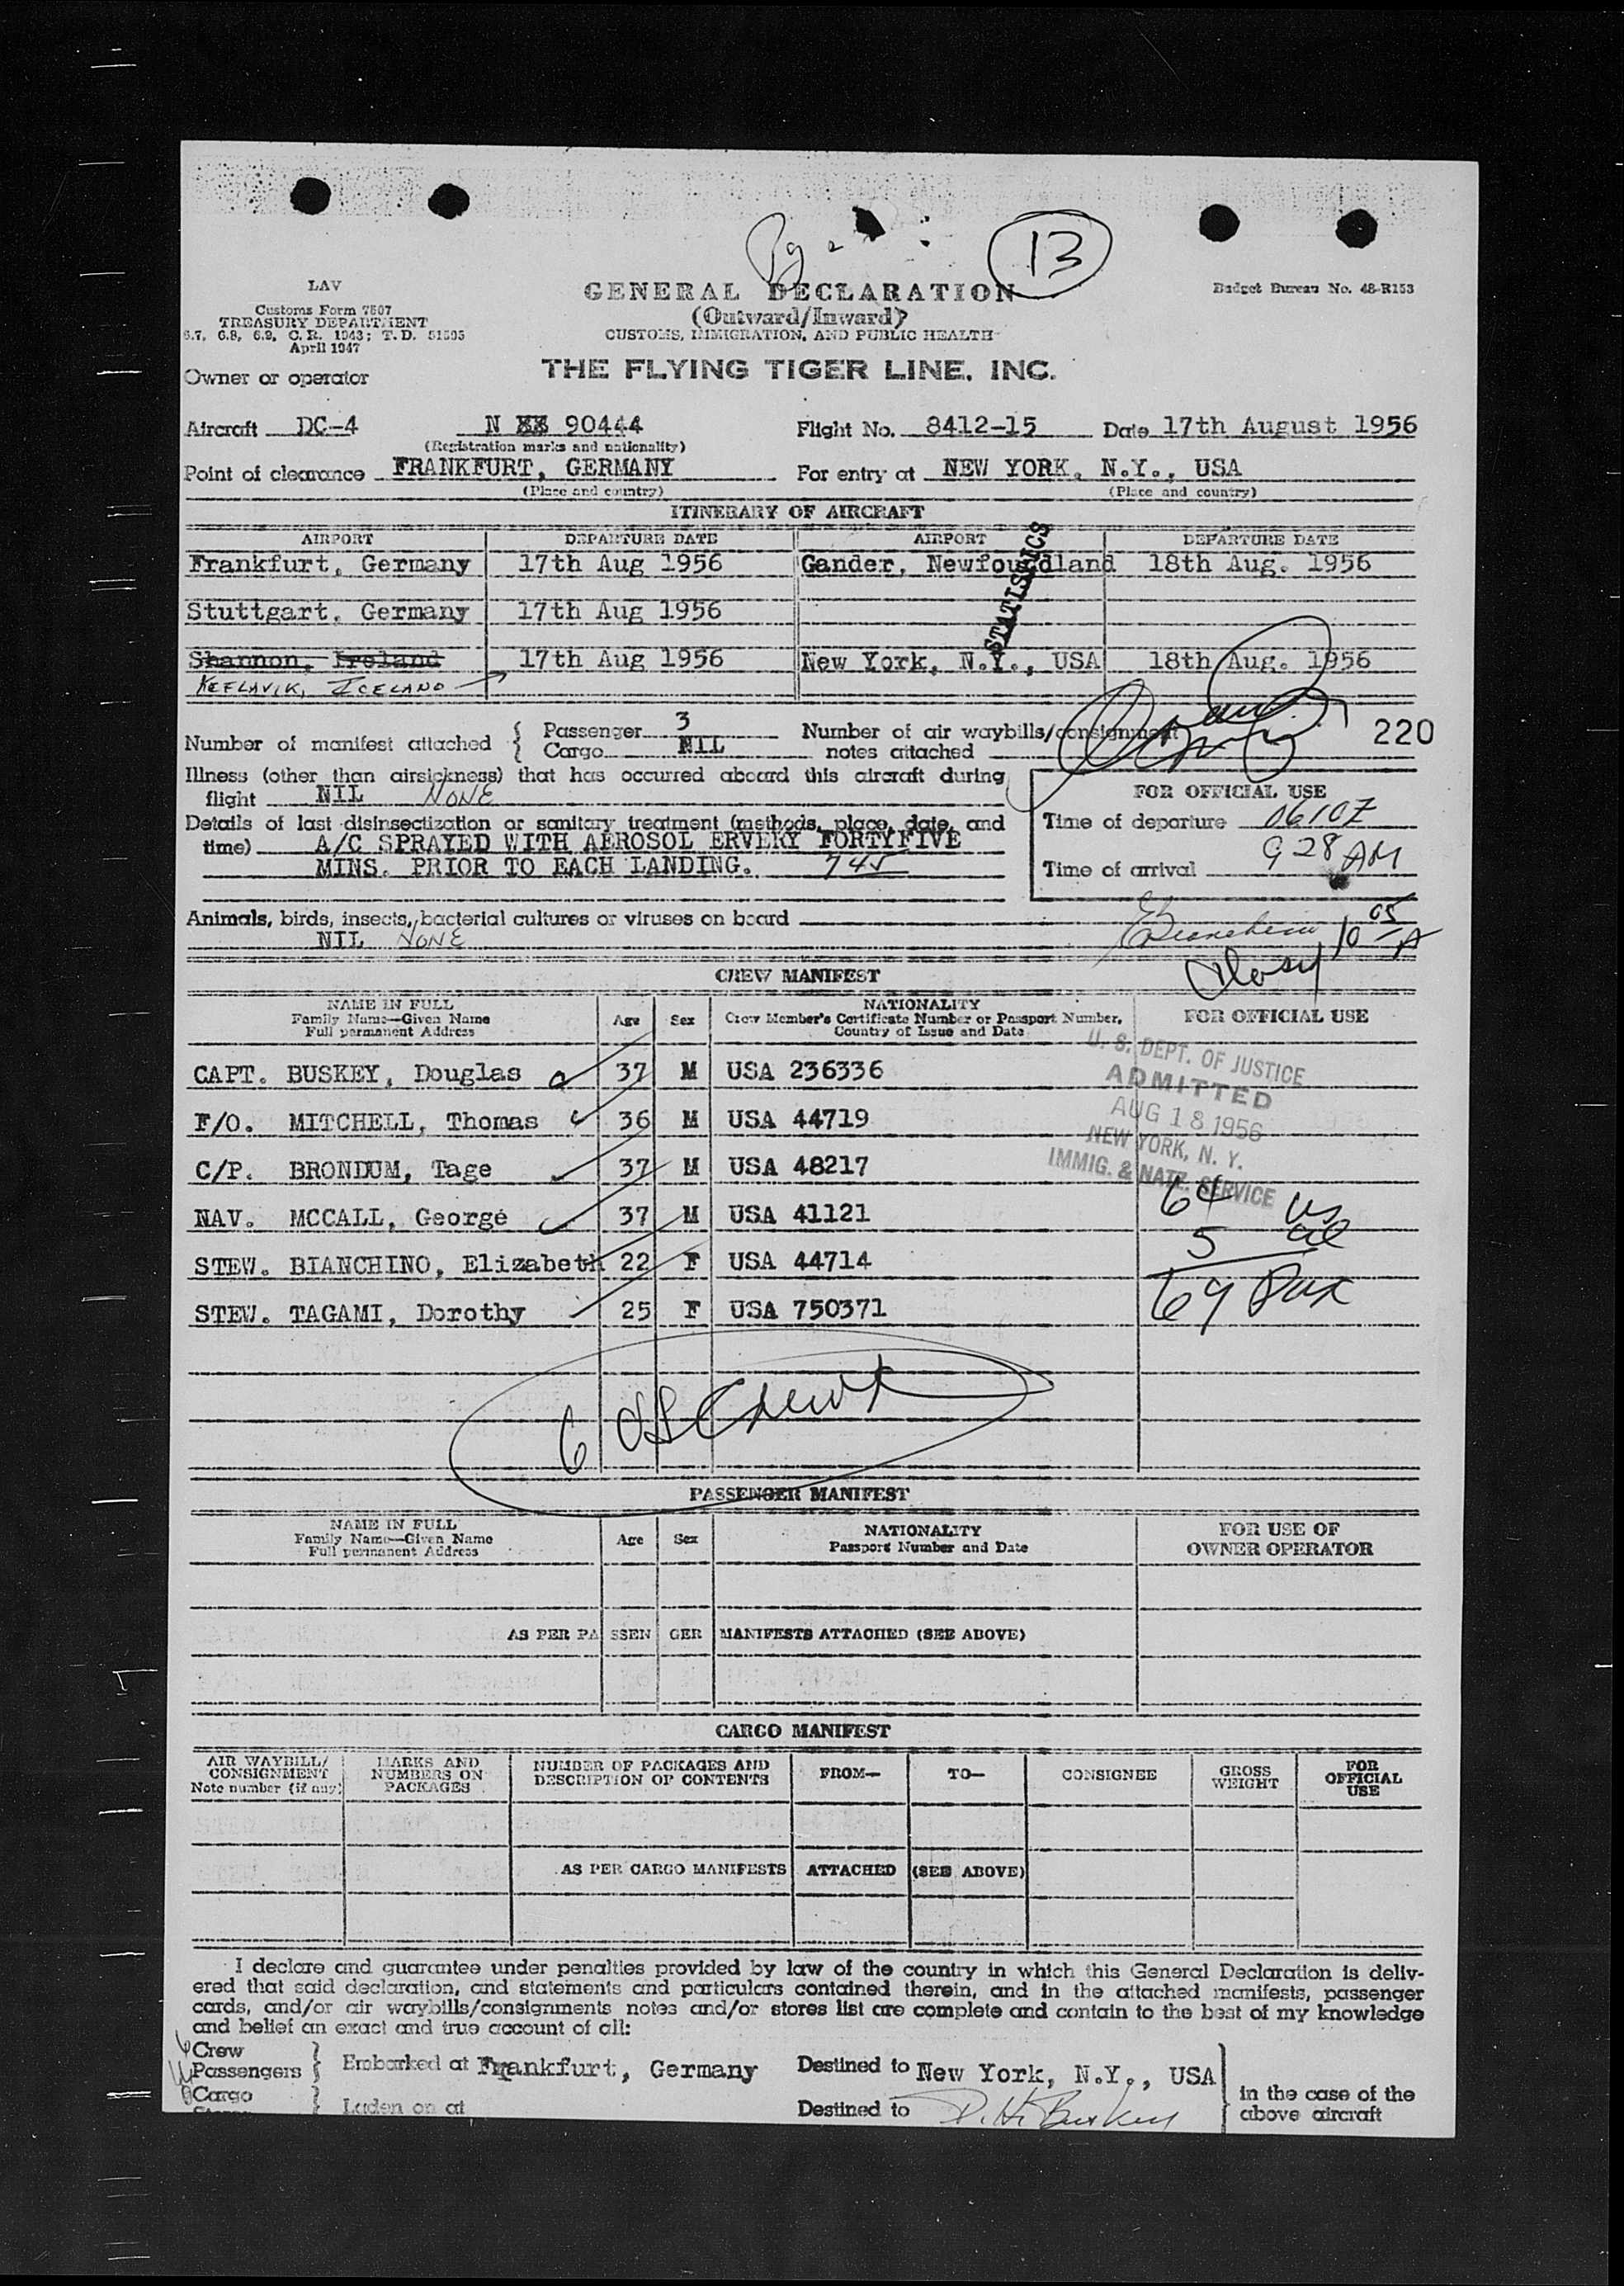 13
LAV
Customs Form 7507
TREASURY DEPARTMENT
6.7, 6.8, 6.9, C.R. 1943; T.D. 51595
April 1947
GENERAL DECLARATION
(Outward/Inward)
CUSTOMS, IMMIGRATION, AND PUBLIC HEALTH
Budget Bureau No. 48-R153
Owner or operator
THE FLYING TIGER LINE, INC.
Aircraft DC-4 N XX 90444 Flight No. 8412-15 Date 17th August 1956
(Registration marks and nationality)
Point of clearance FRANKFURT, GERMANY For entry at NEW YORK, N.Y., USA
(Place and country) (Place and country)
ITINERARY OF AIRCRAFT
AIRPORT DEPARTURE DATE AIRPORT DEPARTURE DATE
Frankfurt, Germany 17th Aug 1956 Gander, Newfoundland 18th Aug. 1956
STATISTICS
Stuttgart, Germany 17th Aug 1956
Shannon, Ireland 17th Aug 1956 New York, N.Y., USA 18th Aug. 1956
KEFLAVIK, ICELAND
Number of manifest attached { Passenger 3 Number of air waybills/consignment
Cargo NIL notes attached
220
Illness (other than airsickness) that has occurred aboard this aircraft during
flight NIL NONE
FOR OFFICIAL USE
Details of last disinsectization or sanitary treatment (methods, place, date, and
time) A/C SPRAYED WITH AEROSOL ERVERY FORTYFIVE
MINS. PRIOR TO EACH LANDING. 745
Time of departure 0610Z
Time of arrival 928 AM
Animals, birds, insects, bacterial cultures or viruses on board
NIL NONE
10 05 A
CREW MANIFEST
NAME IN FULL
Family Name—Given Name
Full permanent Address
Age Sex
NATIONALITY
Crew Member's Certificate Number or Passport Number,
Country of Issue and Date
FOR OFFICIAL USE
CAPT. BUSKEY, Douglas 37 M USA 236336
F/O. MITCHELL, Thomas 36 M USA 44719
C/P. BRONDUM, Tage 37 M USA 48217
NAV. MCCALL, George 37 M USA 41121
STEW. BIANCHINO, Elizabeth 22 F USA 44714
STEW. TAGAMI, Dorothy 25 F USA 750371
U. S. DEPT. OF JUSTICE
ADMITTED
AUG 18 1956
NEW YORK, N. Y.
IMMIG. & NATZ. SERVICE
64 US
5 al
69 Pax
6
PASSENGER MANIFEST
NAME IN FULL
Family Name—Given Name
Full permanent Address
Age Sex
NATIONALITY
Passport Number and Date
FOR USE OF
OWNER OPERATOR
AS PER PASSENGER MANIFESTS ATTACHED (SEE ABOVE)
CARGO MANIFEST
AIR WAYBILL/
CONSIGNMENT
Note number (if any)
MARKS AND
NUMBERS ON
PACKAGES
NUMBER OF PACKAGES AND
DESCRIPTION OF CONTENTS
FROM— TO— CONSIGNEE
GROSS
WEIGHT
FOR
OFFICIAL
USE
AS PER CARGO MANIFESTS ATTACHED (SEE ABOVE)
I declare and guarantee under penalties provided by law of the country in which this General Declaration is deliv-
ered that said declaration, and statements and particulars contained therein, and in the attached manifests, passenger
cards, and/or air waybills/consignments notes and/or stores list are complete and contain to the best of my knowledge
and belief an exact and true account of all:
Crew
Passengers } Embarked at Frankfurt, Germany Destined to New York, N.Y., USA
Cargo } Laden on at Destined to D. H. Buskey
in the case of the
above aircraft